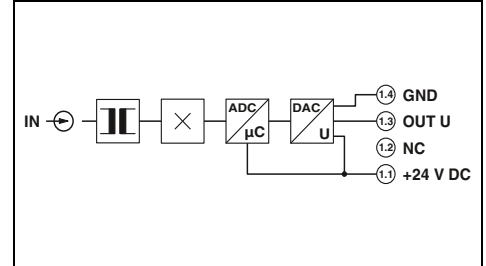 IN
ADC
µC
DAC
U
1.4 GND
1.3 OUT U
1.2 NC
1.1 +24 V DC